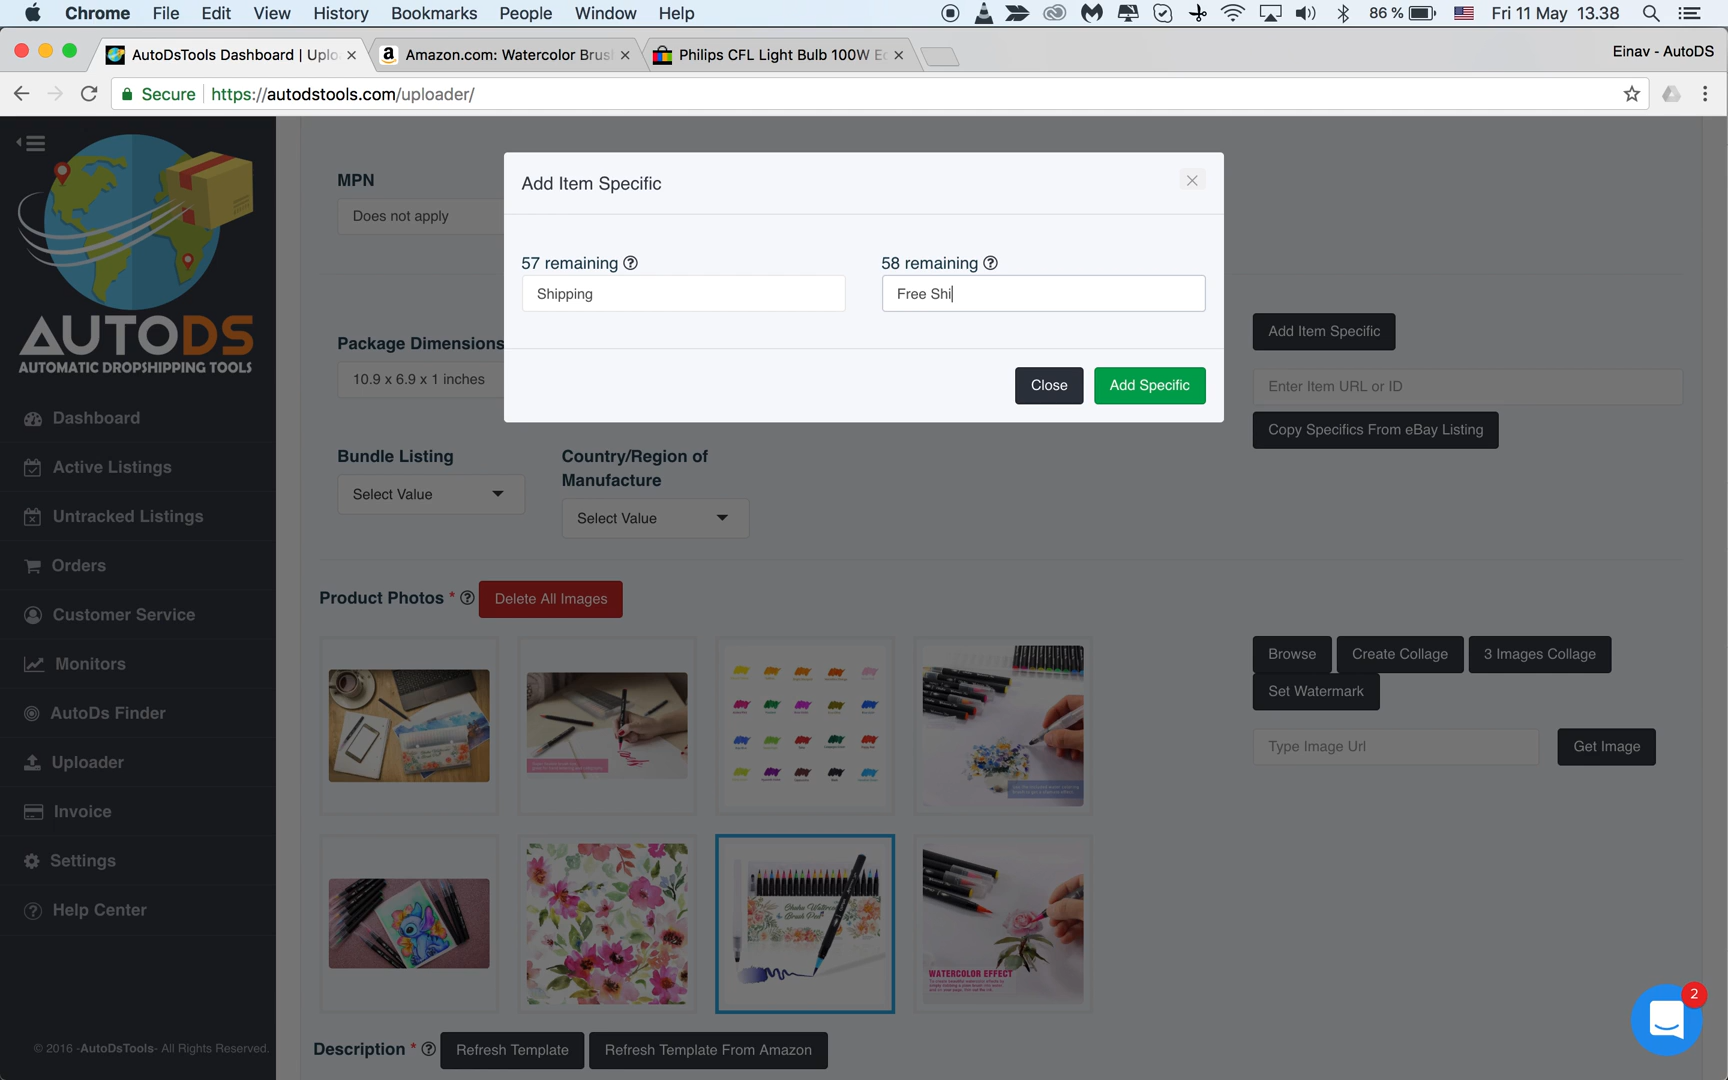 Chrome File Edit View History Bookmarks People Window Help 86 % Fri 11 May 13.38
AutoDsTools Dashboard | Uplo
Amazon.com: Watercolor Brus
Philips CFL Light Bulb 100W Ec
Einav - AutoDS
Secure https://autodstools.com/uploader/
AUTODS
AUTOMATIC DROPSHIPPING TOOLS
Dashboard
Active Listings
Untracked Listings
Orders
Customer Service
Monitors
AutoDs Finder
Uploader
Invoice
Settings
Help Center
© 2016 -AutoDsTools- All Rights Reserved.
MPN
Does not apply
Add Item Specific
57 remaining
Shipping
58 remaining
Free Shi
Close
Add Specific
Package Dimensions
10.9 x 6.9 x 1 inches
Add Item Specific
Enter Item URL or ID
Copy Specifics From eBay Listing
Bundle Listing
Select Value
Country/Region of
Manufacture
Select Value
Product Photos *
Delete All Images
Browse
Create Collage
3 Images Collage
Set Watermark
Type Image Url
Get Image
WATERCOLOR EFFECT
2
Description *
Refresh Template
Refresh Template From Amazon